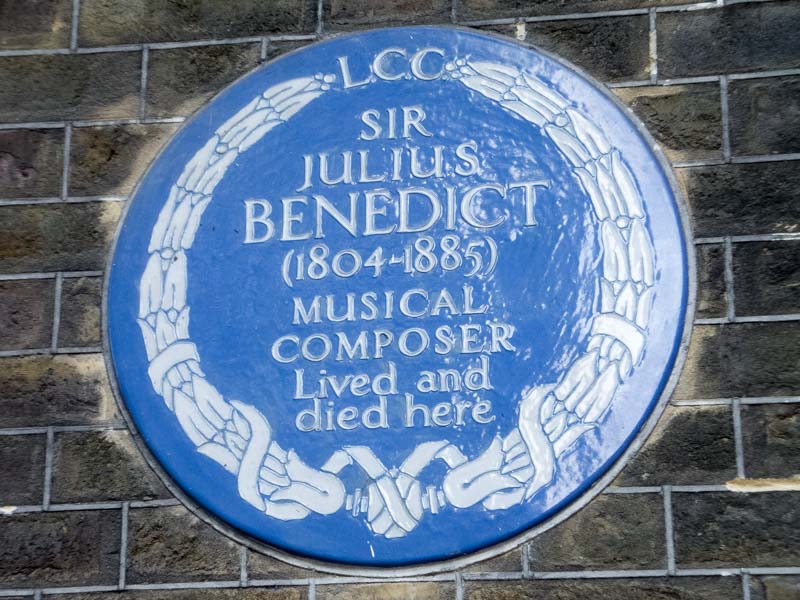 L.C.C.
SIR
JULIUS
BENEDICT
(1804-1885)
MUSICAL
COMPOSER
Lived and
died here